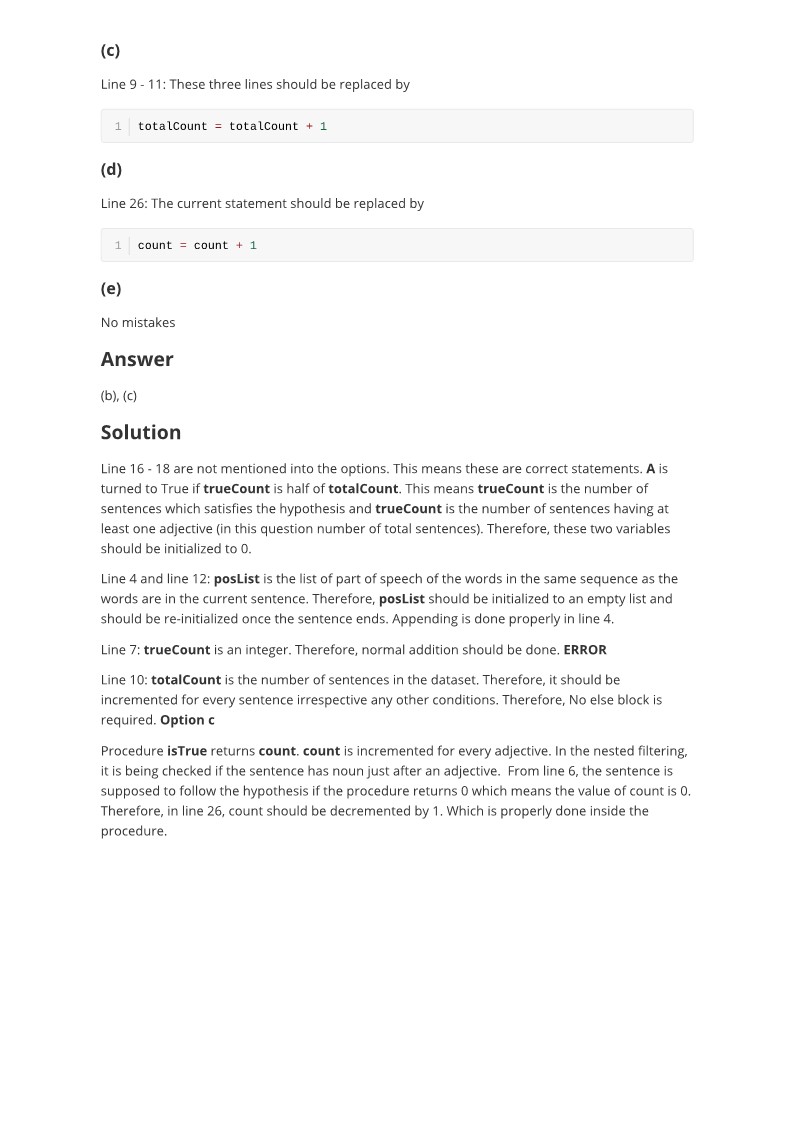 (c)
Line 9 - 11: These three lines should be replaced by
1 totalCount = totalCount + 1
(d)
Line 26: The current statement should be replaced by
1 count = count + 1
(e)
No mistakes
Answer
(b), (c)
Solution
Line 16 - 18 are not mentioned into the options. This means these are correct statements. A is
turned to True if trueCount is half of totalCount. This means trueCount is the number of
sentences which satisfies the hypothesis and trueCount is the number of sentences having at
least one adjective (in this question number of total sentences). Therefore, these two variables
should be initialized to 0.
Line 4 and line 12: posList is the list of part of speech of the words in the same sequence as the
words are in the current sentence. Therefore, posList should be initialized to an empty list and
should be re-initialized once the sentence ends. Appending is done properly in line 4.
Line 7: trueCount is an integer. Therefore, normal addition should be done. ERROR
Line 10: totalCount is the number of sentences in the dataset. Therefore, it should be
incremented for every sentence irrespective any other conditions. Therefore, No else block is
required. Option c
Procedure isTrue returns count. count is incremented for every adjective. In the nested filtering,
it is being checked if the sentence has noun just after an adjective. From line 6, the sentence is
supposed to follow the hypothesis if the procedure returns 0 which means the value of count is 0.
Therefore, in line 26, count should be decremented by 1. Which is properly done inside the
procedure.